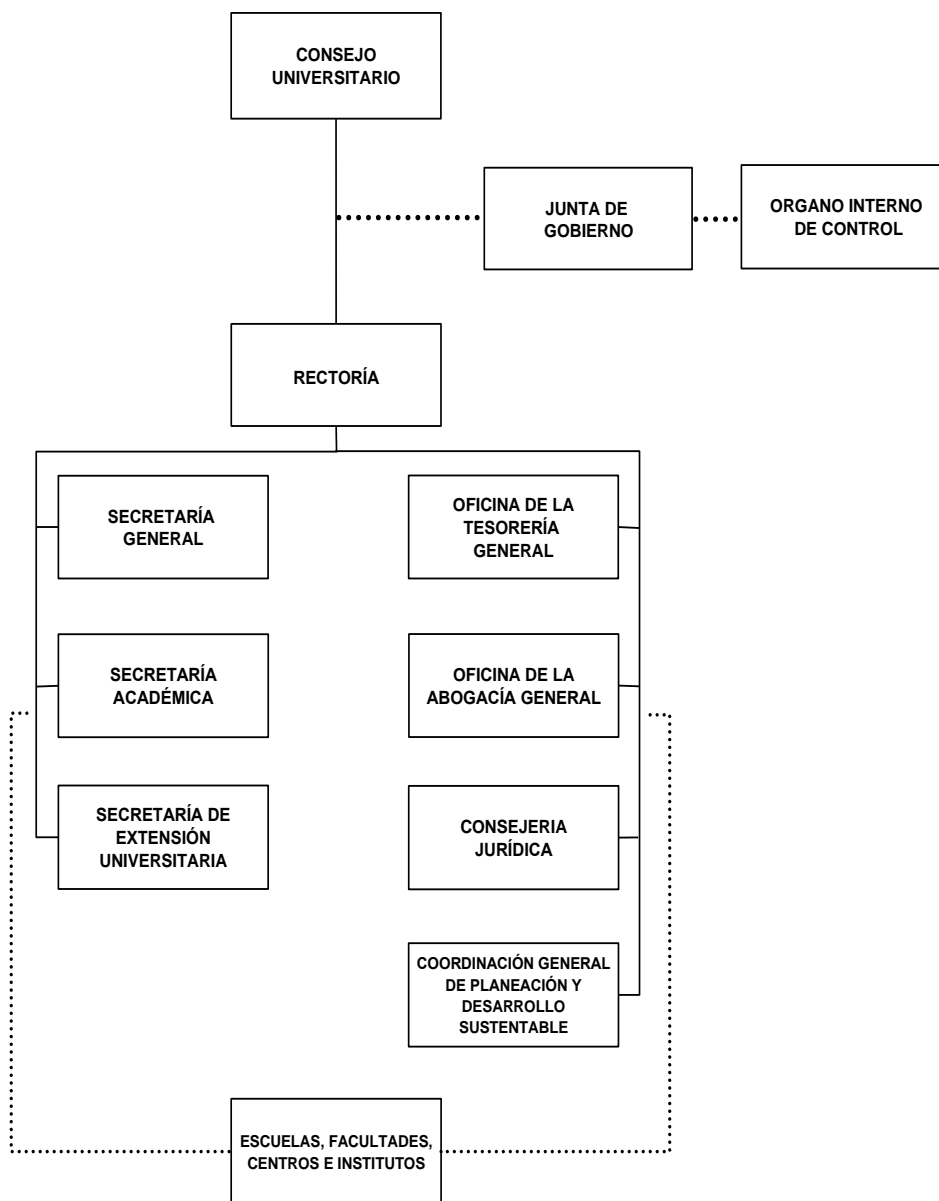 CONSEJO
UNIVERSITARIO
JUNTA DE
GOBIERNO
ORGANO INTERNO
DE CONTROL
RECTORÍA
SECRETARÍA
GENERAL
OFICINA DE LA
TESORERÍA
GENERAL
SECRETARÍA
ACADÉMICA
OFICINA DE LA
ABOGACÍA GENERAL
SECRETARÍA DE
EXTENSIÓN
UNIVERSITARIA
CONSEJERIA
JURÍDICA
COORDINACIÓN GENERAL
DE PLANEACIÓN Y
DESARROLLO
SUSTENTABLE
ESCUELAS, FACULTADES,
CENTROS E INSTITUTOS